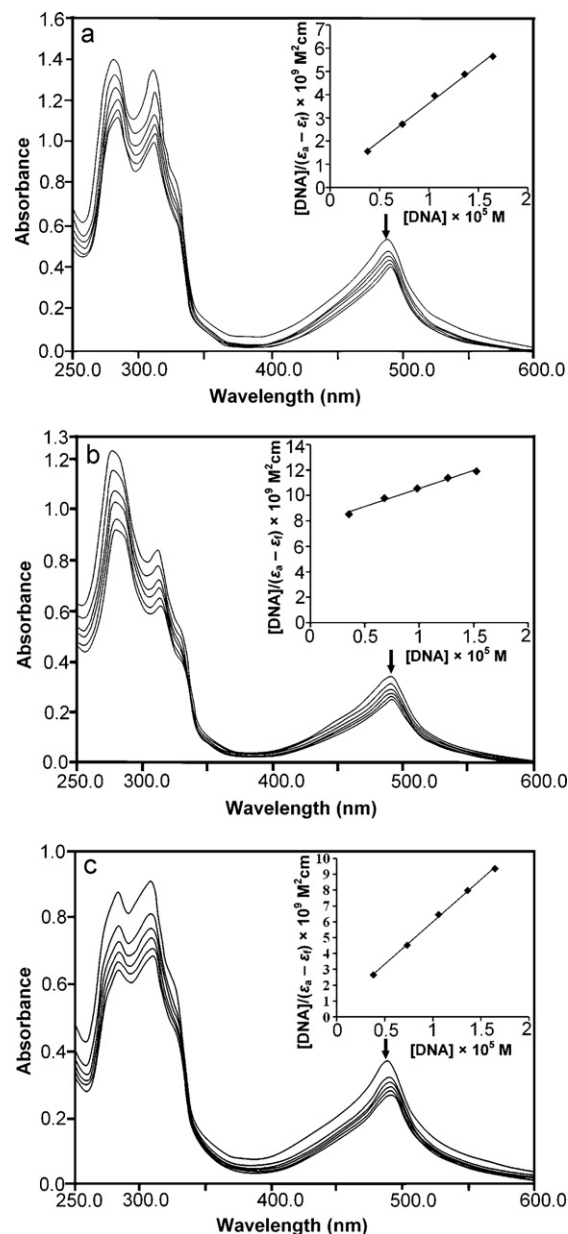 a
1.6
1.4
1.2
1.0
0.8
0.6
0.4
0.2
0.0
Absorbance
250.0 300.0 400.0 500.0 600.0
Wavelength (nm)
[DNA]/(εa − εf) × 10⁹ M²cm
7
6
5
4
3
2
1
0
0 0.5 1 1.5 2
[DNA] × 10⁵ M
b
1.3
1.2
1.0
0.8
0.6
0.4
0.2
0.0
Absorbance
250.0 300.0 400.0 500.0 600.0
Wavelength (nm)
[DNA]/(εa − εf) × 10⁹ M²cm
14
12
10
8
6
4
2
0
0 0.5 1 1.5 2
[DNA] × 10⁵ M
c
1.0
0.8
0.6
0.4
0.2
0.0
Absorbance
250.0 300.0 400.0 500.0 600.0
Wavelength (nm)
[DNA]/(εa − εf) × 10⁹ M²cm
10
9
8
7
6
5
4
3
2
1
0
0 0.5 1 1.5 2
[DNA] × 10⁵ M